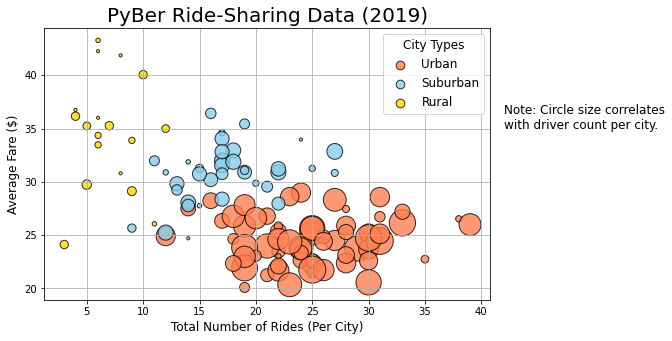 PyBer Ride-Sharing Data (2019)
City Types
Urban
Suburban
Rural
Note: Circle size correlates
with driver count per city.
Average Fare ($)
40
35
30
25
20
5
10
15
20
25
30
35
40
Total Number of Rides (Per City)